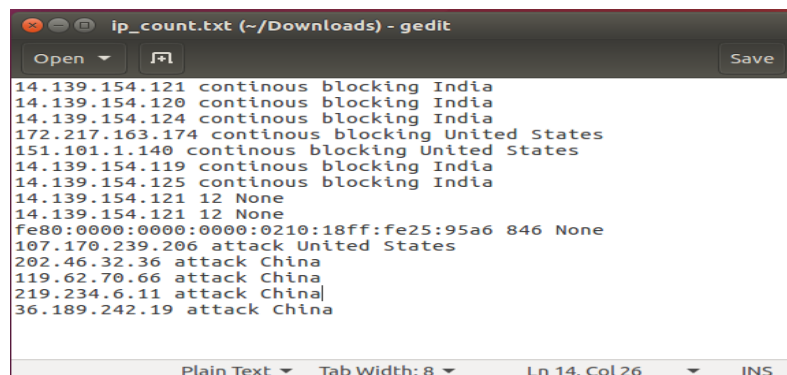 ip_count.txt (~/Downloads) - gedit
Open Save
14.139.154.121 continous blocking India
14.139.154.120 continous blocking India
14.139.154.124 continous blocking India
172.217.163.174 continous blocking United States
151.101.1.140 continous blocking United States
14.139.154.119 continous blocking India
14.139.154.125 continous blocking India
14.139.154.121 12 None
14.139.154.121 12 None
fe80:0000:0000:0000:0210:18ff:fe25:95a6 846 None
107.170.239.206 attack United States
202.46.32.36 attack China
119.62.70.66 attack China
219.234.6.11 attack China
36.189.242.19 attack China
Plain Text Tab Width: 8 Ln 14, Col 26 INS